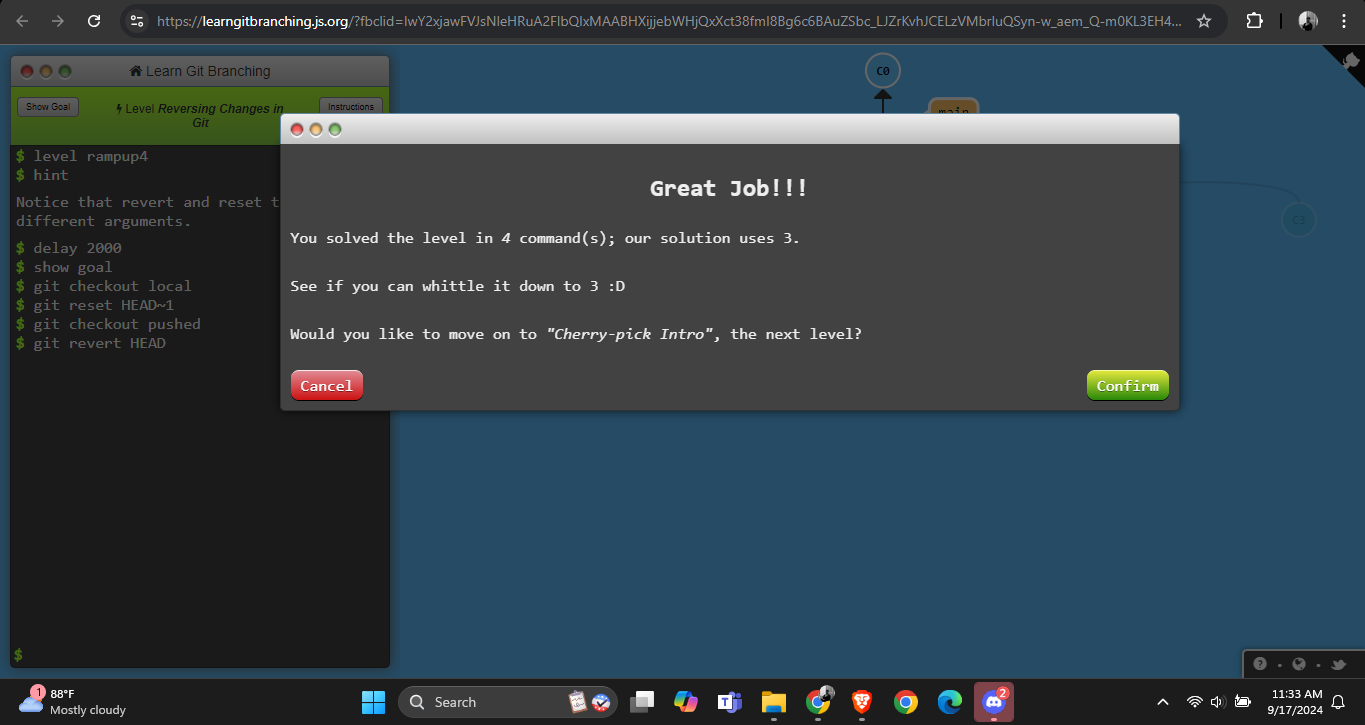 https://learngitbranching.js.org/?fbclid=IwY2xjawFVJsNleHRuA2FlbQIxMAABHXijjebWHjQxXct38fmI8Bg6c6BAuZSbc_LJZrKvhJCELzVMbrluQSyn-w_aem_Q-m0KL3EH4...
Learn Git Branching
C0
Show Goal
Level Reversing Changes in
Git
Instructions
main
$ level rampup4
$ hint
Notice that revert and reset t
different arguments.
$ delay 2000
$ show goal
$ git checkout local
$ git reset HEAD~1
$ git checkout pushed
$ git revert HEAD
$
Great Job!!!
You solved the level in 4 command(s); our solution uses 3.
See if you can whittle it down to 3 :D
Would you like to move on to "Cherry-pick Intro", the next level?
Cancel
Confirm
1
88°F
Mostly cloudy
Search
2
11:33 AM
9/17/2024